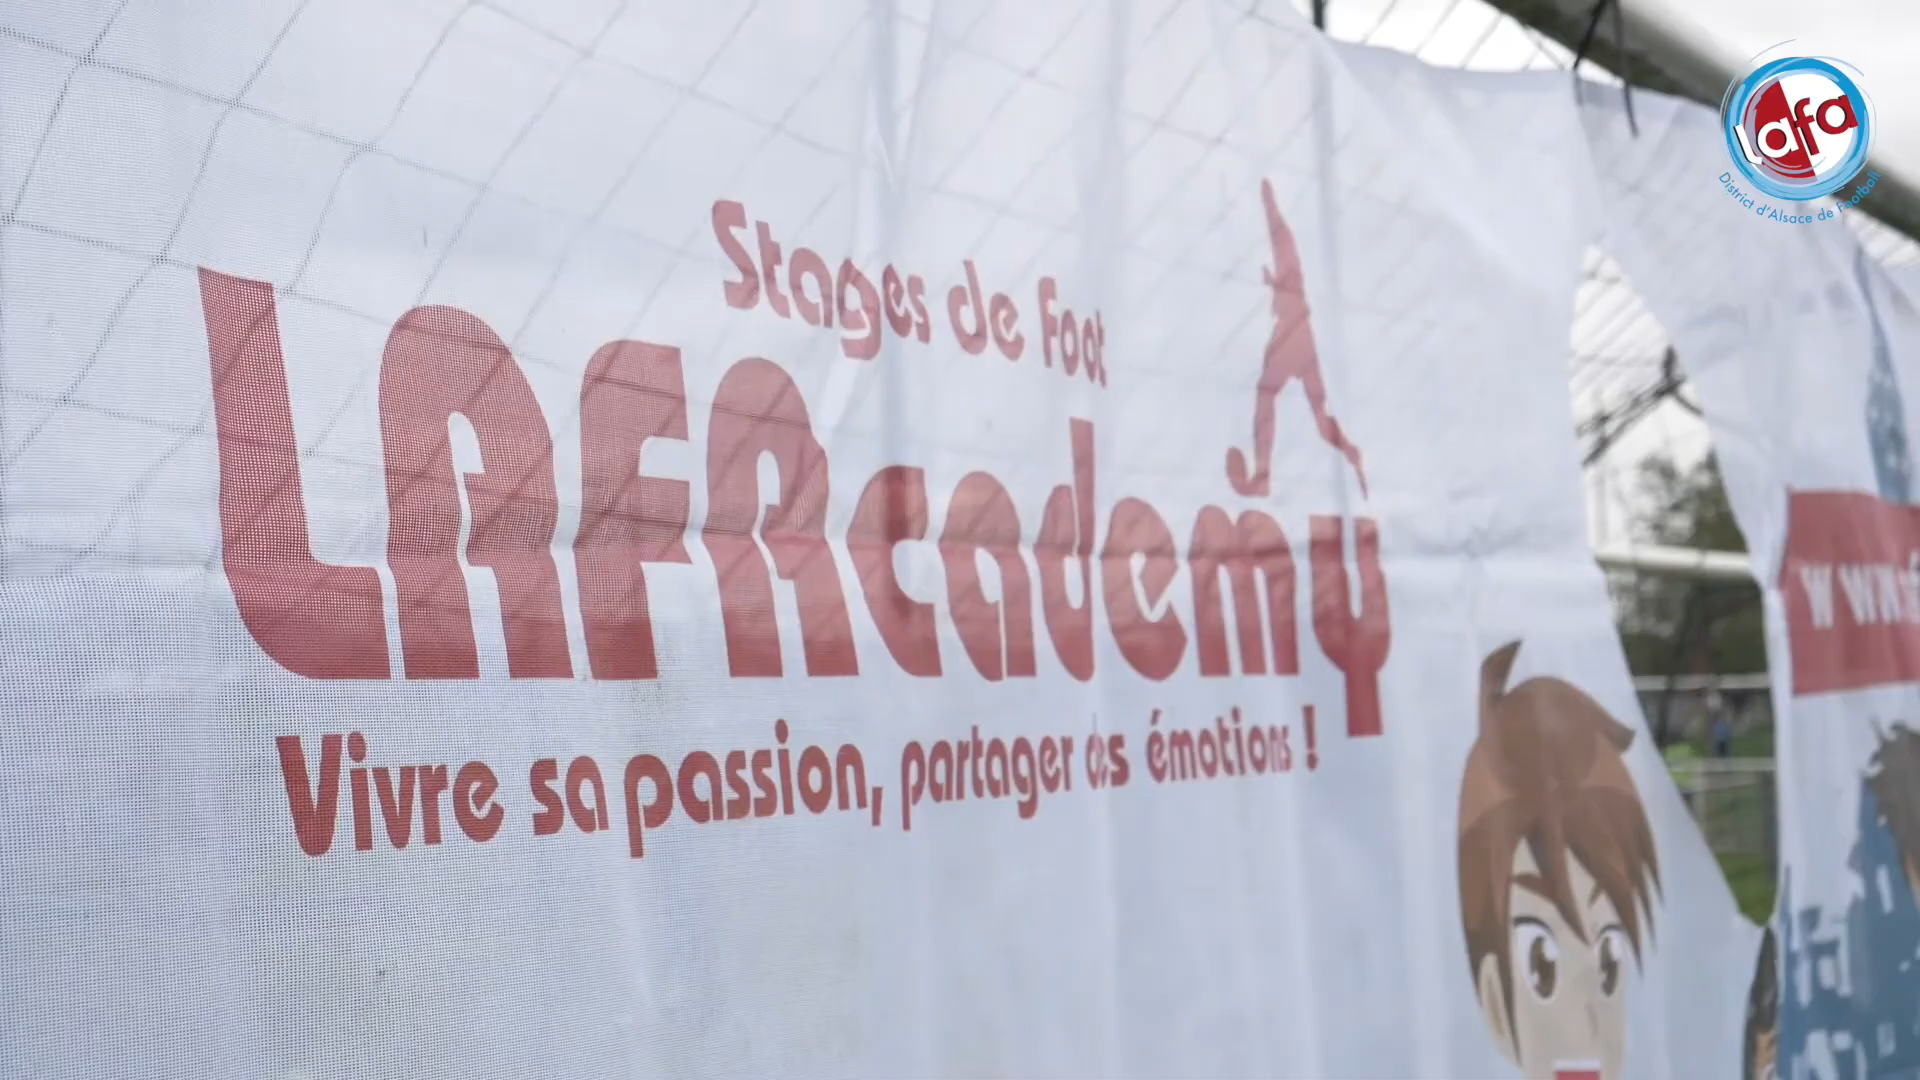 Stages de Foot
LAFAcademy
Vivre sa passion, partager des émotions !
lafa
District d'Alsace de Football